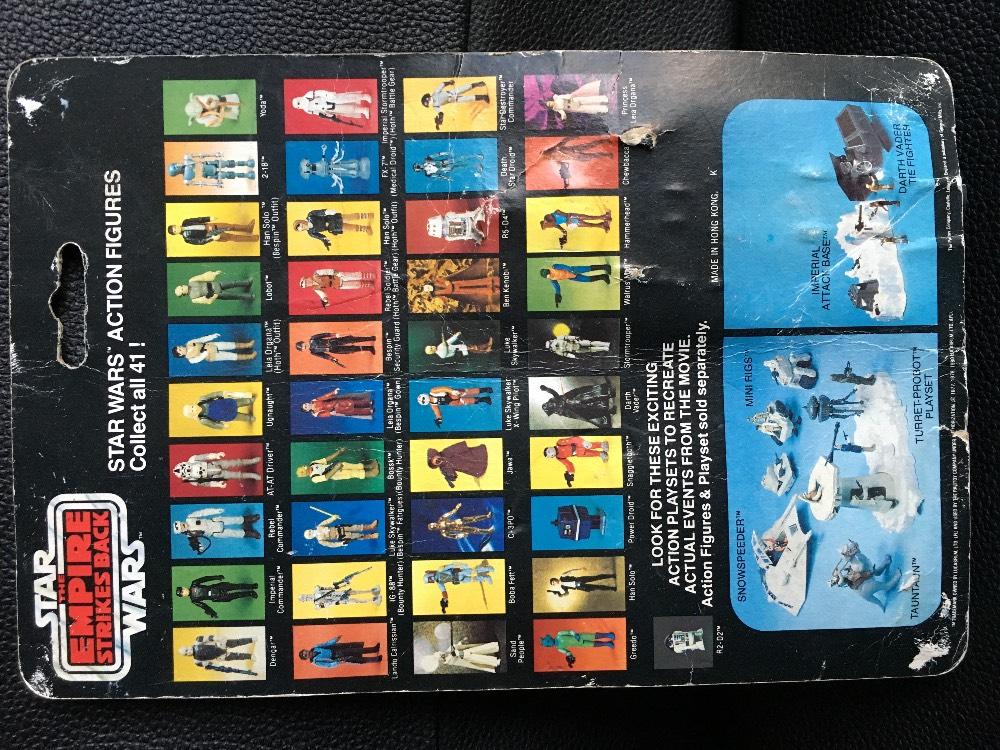 STAR
THE
EMPIRE
STRIKES BACK
WARS™
STAR WARS™ ACTION FIGURES
Collect all 41!
Dengar™
Imperial Commander™
Rebel Commander™
AT-AT Driver™
Ugnaught™
Leia Organa™ (Hoth™ Outfit)
Lobot™
Han Solo™ (Bespin™ Outfit)
2-1B™
Yoda™
Lando Calrissian™
IG-88™ (Bounty Hunter)
Luke Skywalker™ (Bespin™ Fatigues)
Bossk™ (Bounty Hunter)
Leia Organa™ (Bespin™ Gown)
Bespin™ Security Guard
Rebel Soldier™ (Hoth™ Battle Gear)
Han Solo™ (Hoth™ Outfit)
FX-7™ (Medical Droid™)
Imperial Stormtrooper™ (Hoth™ Battle Gear)
Sand People™
Boba Fett™
C-3PO™
Jawa™
Luke Skywalker X-Wing Pilot™
Luke Skywalker™
Ben Kenobi™
R5-D4™
Death Star Droid™
Star Destroyer™ Commander
Greedo™
Han Solo™
Power Droid™
Snaggletooth™
Darth Vader™
Stormtrooper™
Hammerhead™
Chewbacca
Princess Leia Organa™
R2-D2™
LOOK FOR THESE EXCITING
ACTION PLAYSETS TO RECREATE
ACTUAL EVENTS FROM THE MOVIE.
Action Figures & Playset sold separately.
MADE IN HONG KONG. K
SNOWSPEEDER™
MINI RIGS™
TAUNTAUN™
TURRET-PROBOT™
PLAYSET
IMPERIAL
ATTACK BASE™
DARTH VADER
TIE FIGHTER